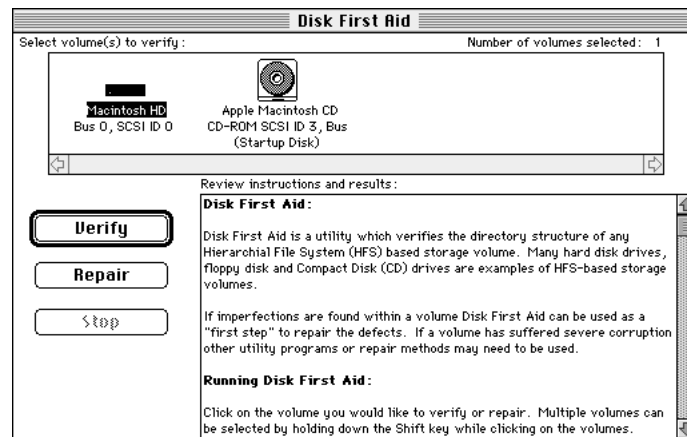 Disk First Aid
Select volume(s) to verify:
Number of volumes selected: 1
Macintosh HD
Bus 0, SCSI ID 0
Apple Macintosh CD
CD-ROM SCSI ID 3, Bus
(Startup Disk)
Review instructions and results:
Verify
Repair
Stop
Disk First Aid:
Disk First Aid is a utility which verifies the directory structure of any
Hierarchial File System (HFS) based storage volume. Many hard disk drives,
floppy disk and Compact Disk (CD) drives are examples of HFS-based storage
volumes.
If imperfections are found within a volume Disk First Aid can be used as a
"first step" to repair the defects. If a volume has suffered severe corruption
other utility programs or repair methods may need to be used.
Running Disk First Aid:
Click on the volume you would like to verify or repair. Multiple volumes can
be selected by holding down the Shift key while clicking on the volumes.